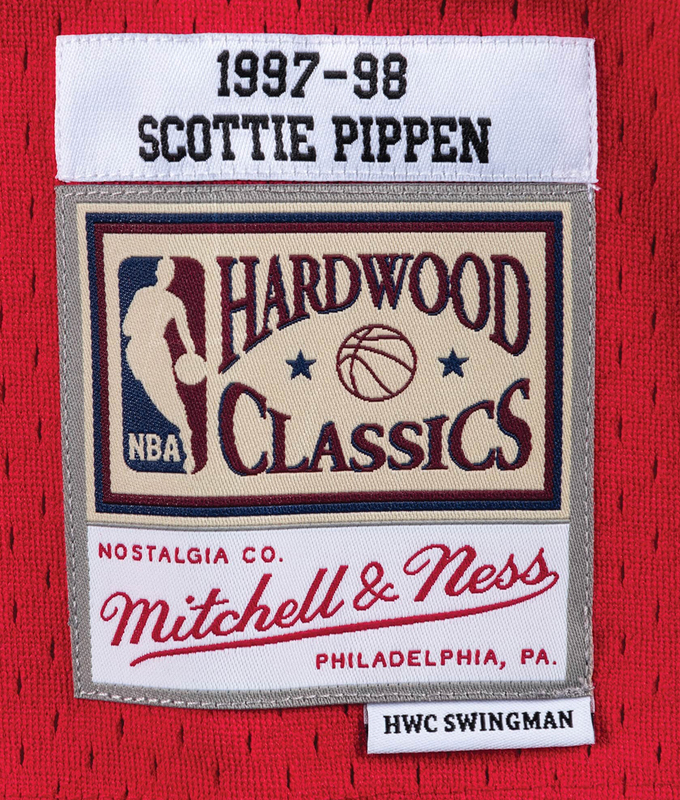 1997-98
SCOTTIE PIPPEN
HARDWOOD
CLASSICS
NBA
NOSTALGIA CO.
Mitchell & Ness
PHILADELPHIA, PA.
HWC SWINGMAN